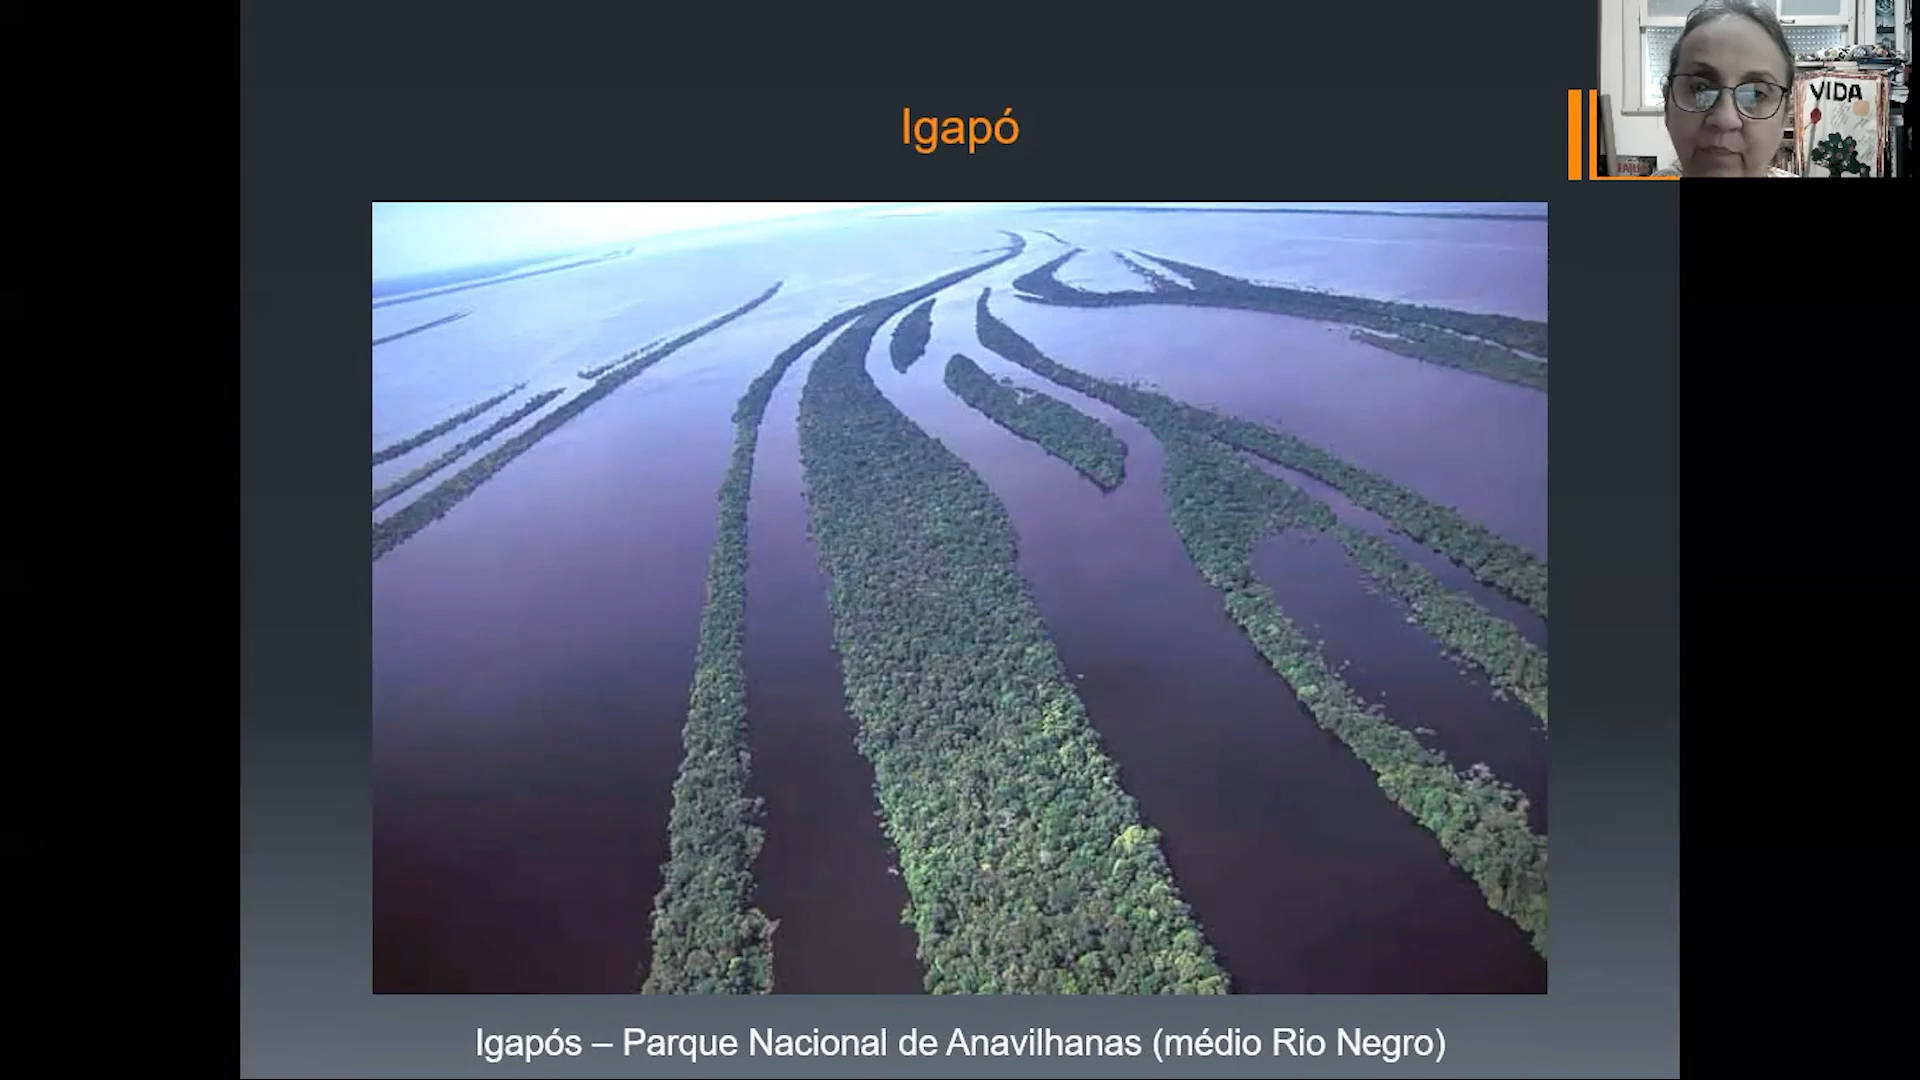 Igapó
VIDA
Igapós – Parque Nacional de Anavilhanas (médio Rio Negro)